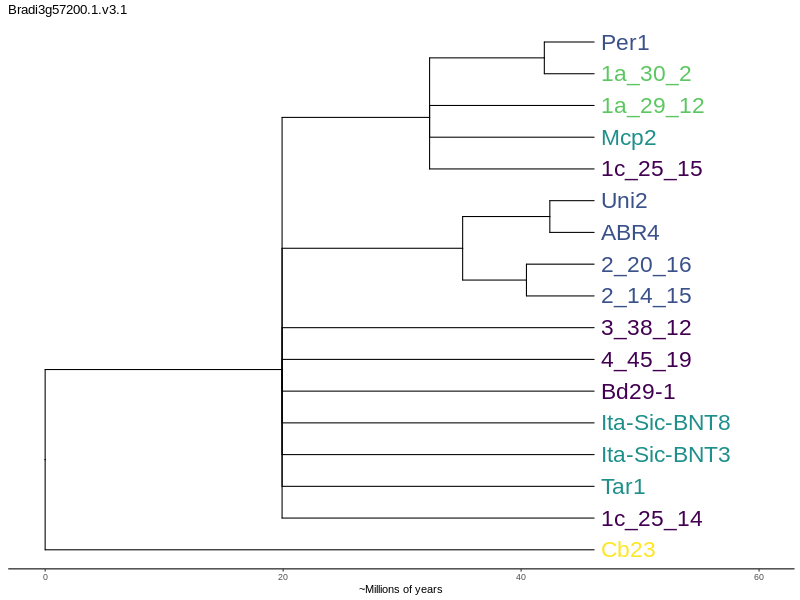 Bradi3g57200.1.v3.1
Per1
1a_30_2
1a_29_12
Mcp2
1c_25_15
Uni2
ABR4
2_20_16
2_14_15
3_38_12
4_45_19
Bd29-1
Ita-Sic-BNT8
Ita-Sic-BNT3
Tar1
1c_25_14
Cb23
0 20 40 60
~Millions of years